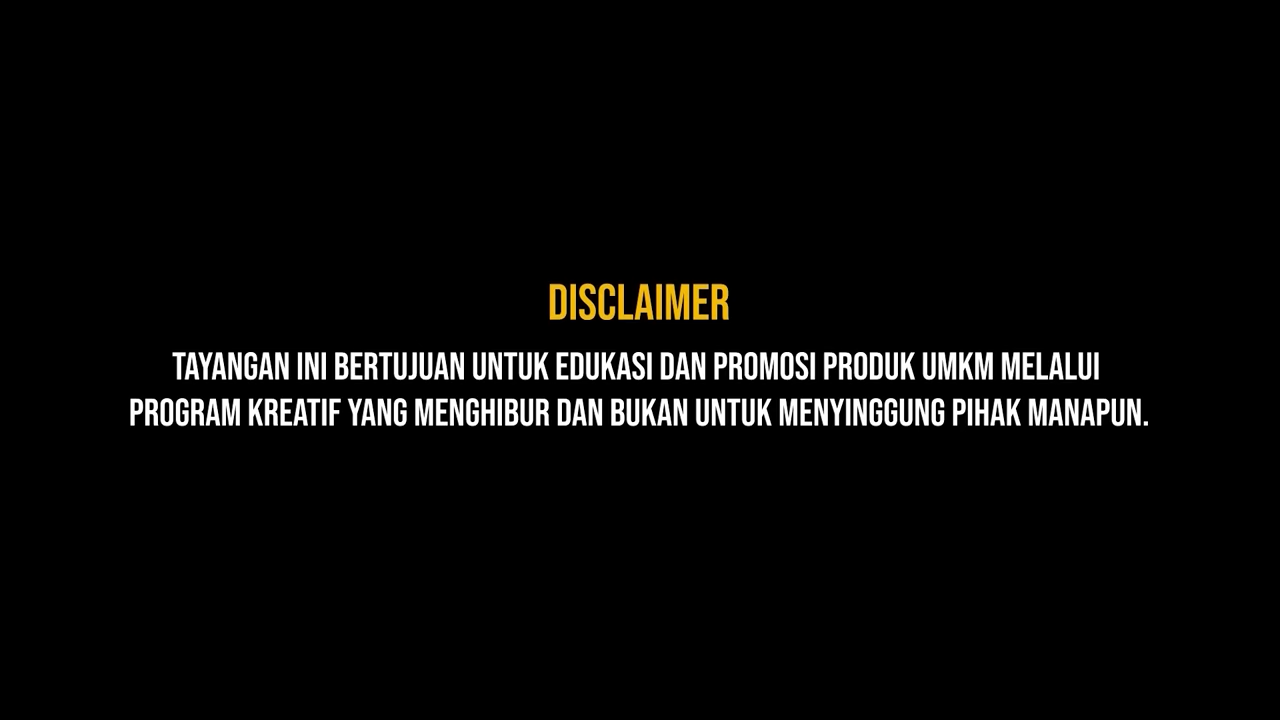 DISCLAIMER
TAYANGAN INI BERTUJUAN UNTUK EDUKASI DAN PROMOSI PRODUK UMKM MELALUI
PROGRAM KREATIF YANG MENGHIBUR DAN BUKAN UNTUK MENYINGGUNG PIHAK MANAPUN.